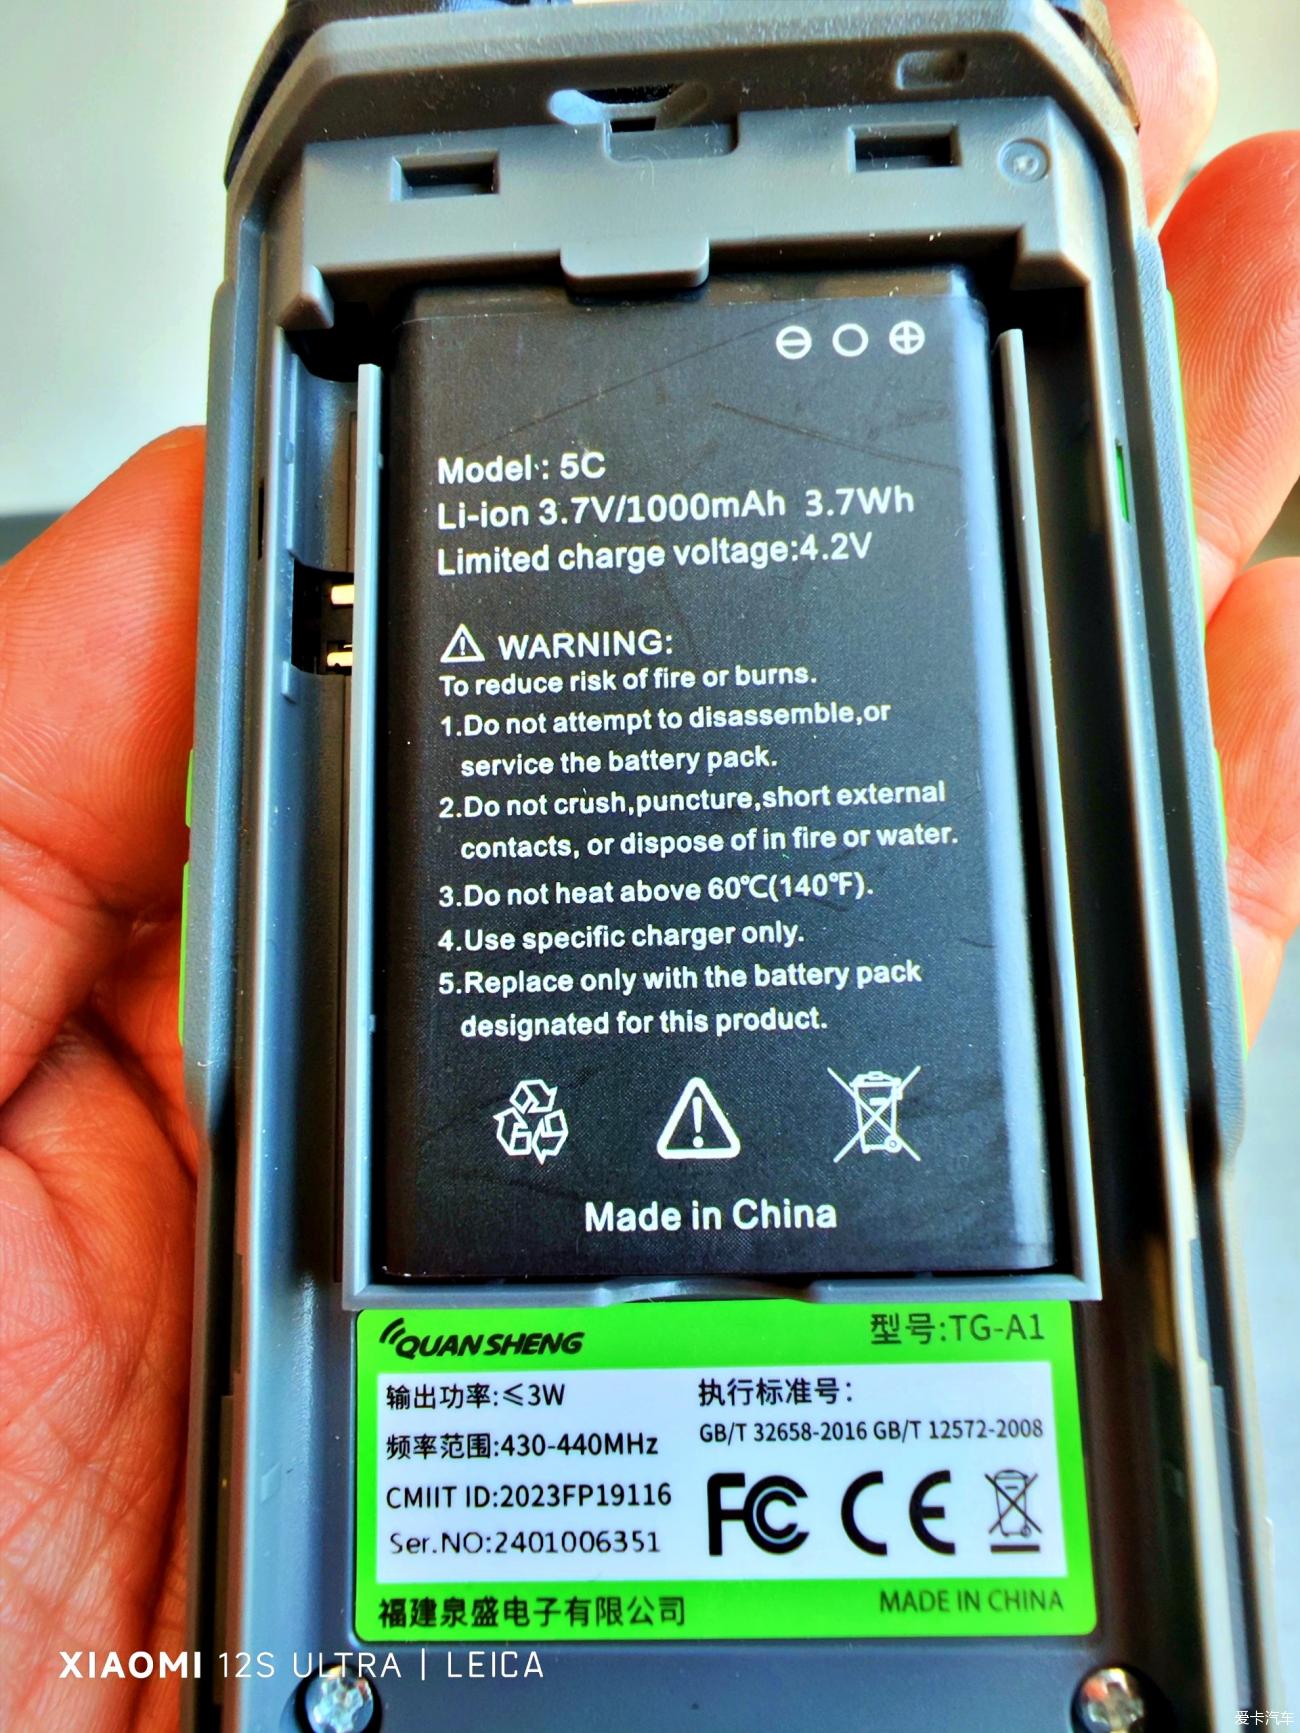 Model: 5C
Li-ion 3.7V/1000mAh 3.7Wh
Limited charge voltage:4.2V
WARNING:
To reduce risk of fire or burns.
1.Do not attempt to disassemble,or
service the battery pack.
2.Do not crush,puncture,short external
contacts, or dispose of in fire or water.
3.Do not heat above 60℃(140℉).
4.Use specific charger only.
5.Replace only with the battery pack
designated for this product.
Made in China
QUANSHENG
型号:TG-A1
输出功率:≤3W
频率范围:430-440MHz
CMIIT ID:2023FP19116
Ser.NO:2401006351
执行标准号:
GB/T 32658-2016 GB/T 12572-2008
FC CE
福建泉盛电子有限公司
MADE IN CHINA
XIAOMI 12S ULTRA | LEICA
爱卡汽车